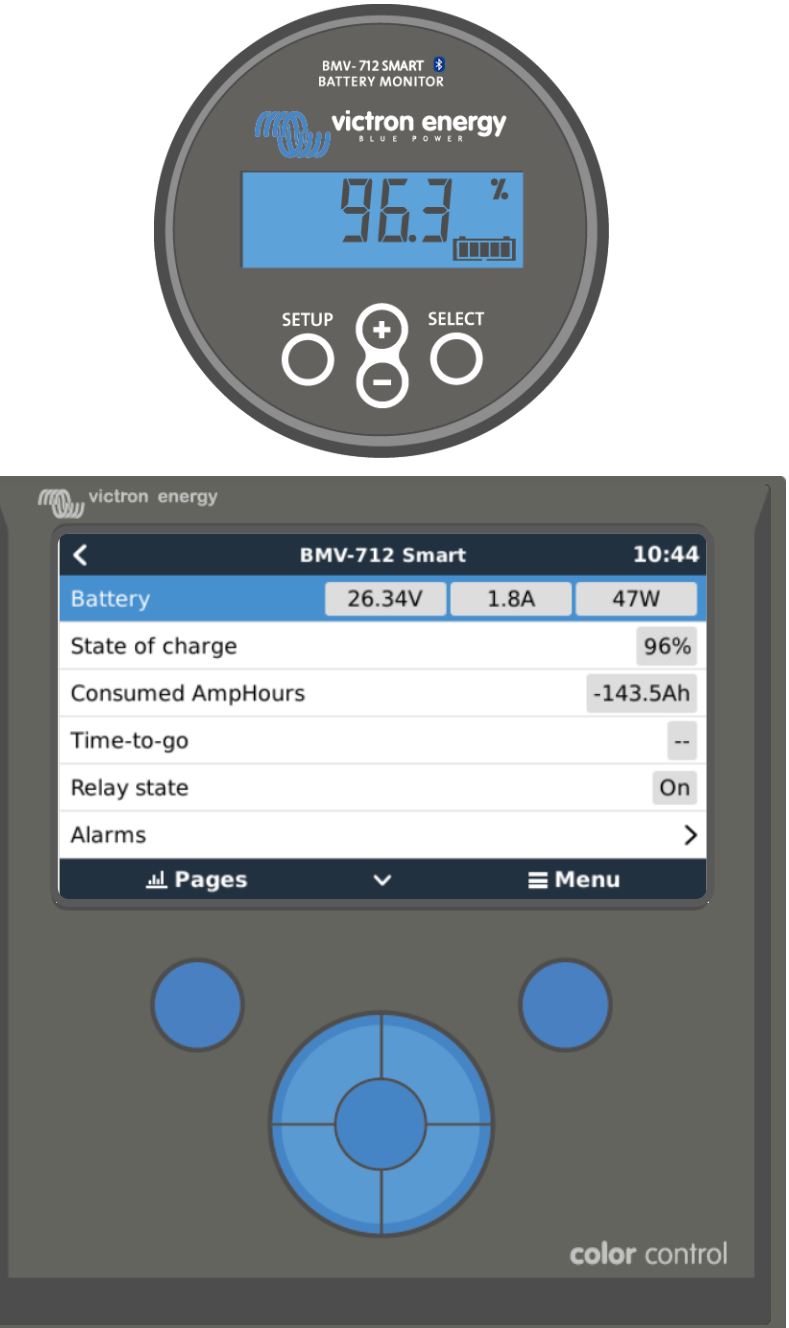 BMV-712 SMART
BATTERY MONITOR
victron energy
BLUE POWER
96.3 %
SETUP + SELECT
−
victron energy
BMV-712 Smart 10:44
Battery 26.34V 1.8A 47W
State of charge 96%
Consumed AmpHours -143.5Ah
Time-to-go --
Relay state On
Alarms
Pages Menu
color control